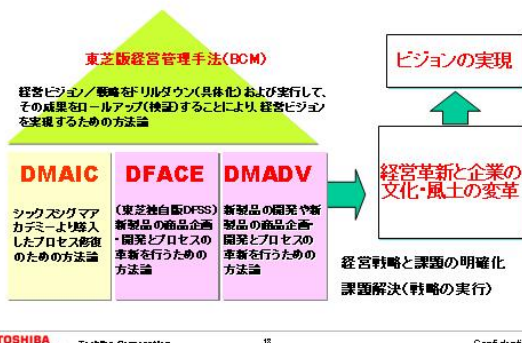 東芝版経営管理手法(BCM)
経営ビジョン/戦略をドリルダウン(具体化)および実行して、
その成果をロールアップ(検証)することにより、経営ビジョン
を実現するための方法論
DMAIC
シックスシグマア
カデミーより導入
したプロセス修復
のための方法論
DFACE
(東芝独自版DFSS)
新製品の商品企画
・開発とプロセスの
革新を行うための
方法論
DMADV
新製品の開発や新
製品の商品企画・
開発とプロセスの
革新を行うための
方法論
ビジョンの実現
経営革新と企業の
文化・風土の変革
経営戦略と課題の明確化
課題解決(戦略の実行)
TOSHIBA
Toshiba Corporation